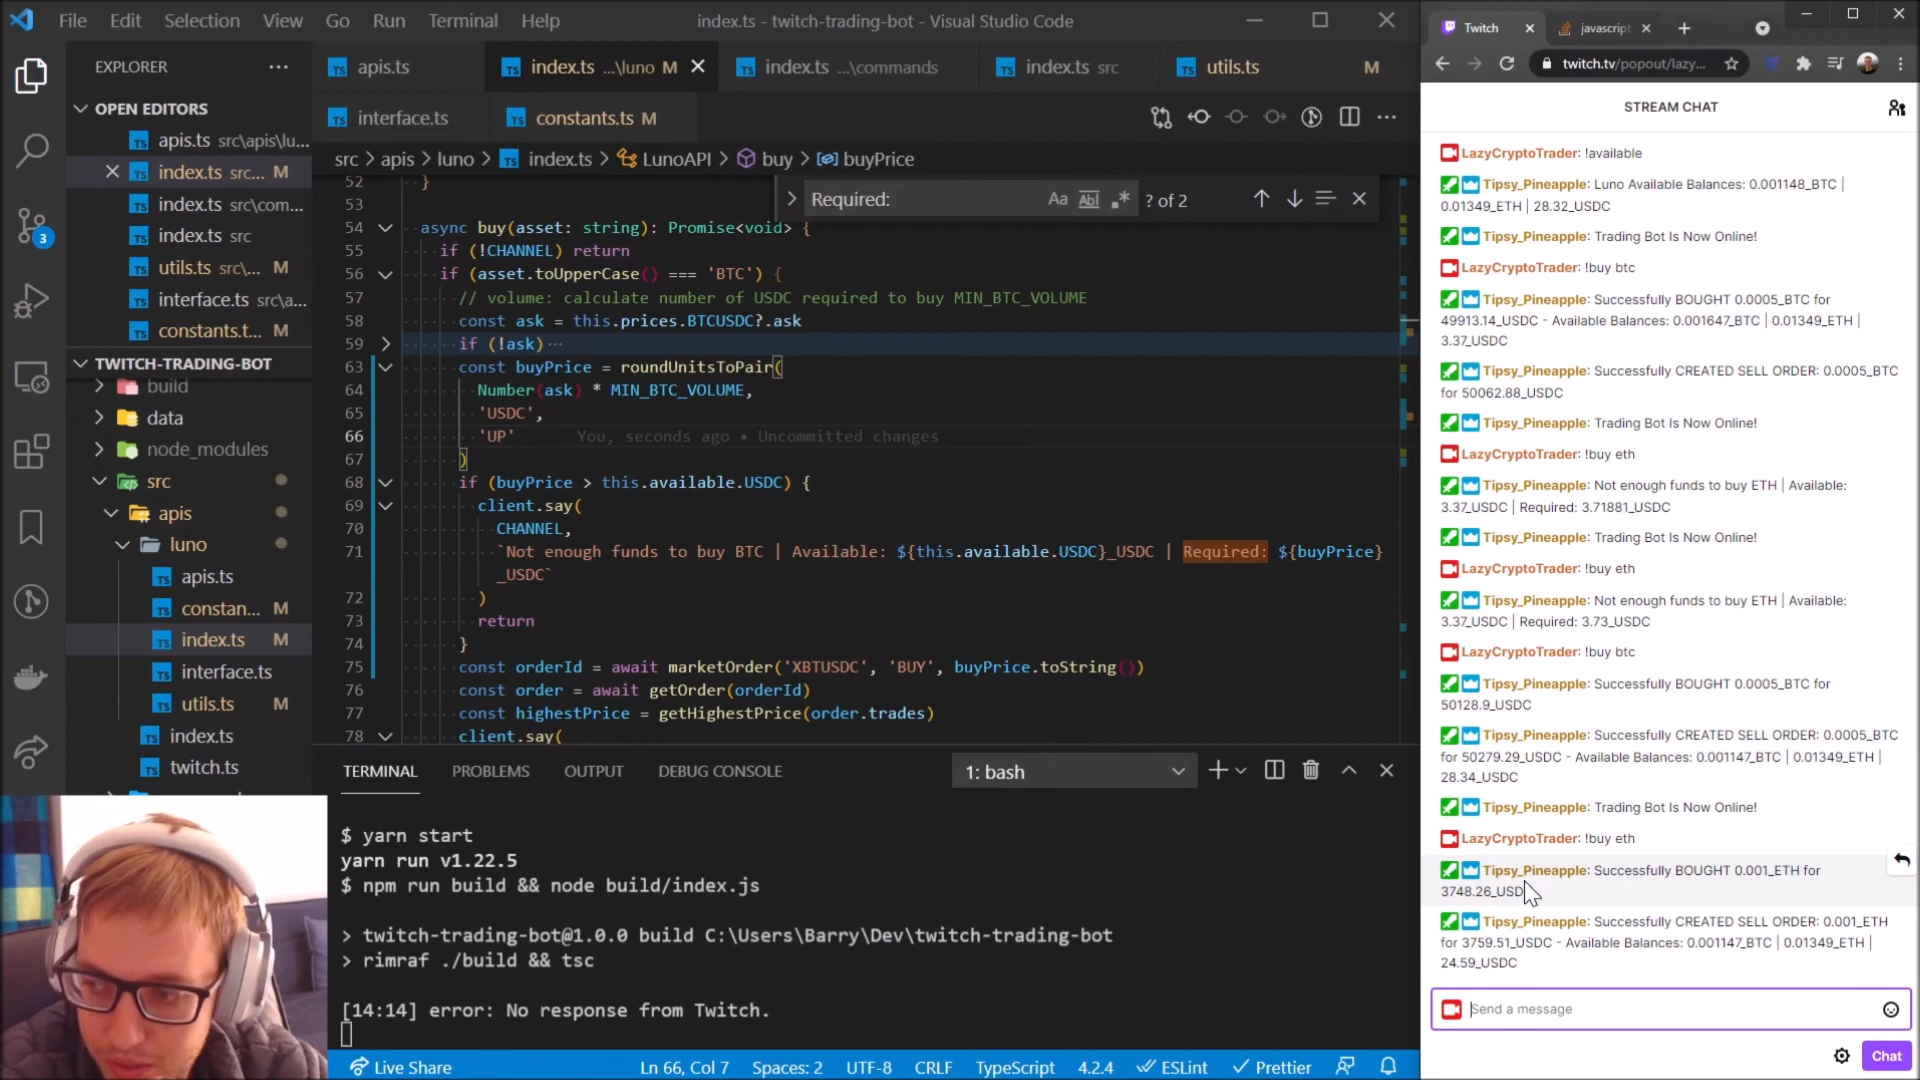 File Edit Selection View Go Run Terminal Help
index.ts - twitch-trading-bot - Visual Studio Code
EXPLORER
OPEN EDITORS
apis.ts src\apis\lu...
index.ts src... M
index.ts src\com...
index.ts src
utils.ts src\... M
interface.ts src\a...
constants.t... M
3
TWITCH-TRADING-BOT
build
data
node_modules
src
apis
luno
apis.ts
constan... M
index.ts M
interface.ts
utils.ts M
index.ts
twitch.ts
apis.ts
index.ts ...\luno M
index.ts ...\commands
index.ts src
utils.ts M
interface.ts
constants.ts M
src > apis > luno > index.ts > LunoAPI > buy > buyPrice
Required: Aa Abl .* ? of 2
52 }
53
54 async buy(asset: string): Promise<void> {
55 if (!CHANNEL) return
56 if (asset.toUpperCase() === 'BTC') {
57 // volume: calculate number of USDC required to buy MIN_BTC_VOLUME
58 const ask = this.prices.BTCUSDC?.ask
59 if (!ask) ...
63 const buyPrice = roundUnitsToPair(
64 Number(ask) * MIN_BTC_VOLUME,
65 'USDC',
66 'UP' You, seconds ago • Uncommitted changes
67 )
68 if (buyPrice > this.available.USDC) {
69 client.say(
70 CHANNEL,
71 `Not enough funds to buy BTC | Available: ${this.available.USDC}_USDC | Required: ${buyPrice}
_USDC`
72 )
73 return
74 }
75 const orderId = await marketOrder('XBTUSDC', 'BUY', buyPrice.toString())
76 const order = await getOrder(orderId)
77 const highestPrice = getHighestPrice(order.trades)
78 client.say(
TERMINAL PROBLEMS OUTPUT DEBUG CONSOLE
1: bash
$ yarn start
yarn run v1.22.5
$ npm run build && node build/index.js
> twitch-trading-bot@1.0.0 build C:\Users\Barry\Dev\twitch-trading-bot
> rimraf ./build && tsc
[14:14] error: No response from Twitch.
Live Share
Ln 66, Col 7 Spaces: 2 UTF-8 CRLF TypeScript 4.2.4 ESLint Prettier
Twitch
javascript
twitch.tv/popout/lazy...
STREAM CHAT
LazyCryptoTrader: !available
Tipsy_Pineapple: Luno Available Balances: 0.001148_BTC |
0.01349_ETH | 28.32_USDC
Tipsy_Pineapple: Trading Bot Is Now Online!
LazyCryptoTrader: !buy btc
Tipsy_Pineapple: Successfully BOUGHT 0.0005_BTC for
49913.14_USDC - Available Balances: 0.001647_BTC | 0.01349_ETH |
3.37_USDC
Tipsy_Pineapple: Successfully CREATED SELL ORDER: 0.0005_BTC
for 50062.88_USDC
Tipsy_Pineapple: Trading Bot Is Now Online!
LazyCryptoTrader: !buy eth
Tipsy_Pineapple: Not enough funds to buy ETH | Available:
3.37_USDC | Required: 3.71881_USDC
Tipsy_Pineapple: Trading Bot Is Now Online!
LazyCryptoTrader: !buy eth
Tipsy_Pineapple: Not enough funds to buy ETH | Available:
3.37_USDC | Required: 3.73_USDC
LazyCryptoTrader: !buy btc
Tipsy_Pineapple: Successfully BOUGHT 0.0005_BTC for
50128.9_USDC
Tipsy_Pineapple: Successfully CREATED SELL ORDER: 0.0005_BTC
for 50279.29_USDC - Available Balances: 0.001147_BTC | 0.01349_ETH |
28.34_USDC
Tipsy_Pineapple: Trading Bot Is Now Online!
LazyCryptoTrader: !buy eth
Tipsy_Pineapple: Successfully BOUGHT 0.001_ETH for
3748.26_USD
Tipsy_Pineapple: Successfully CREATED SELL ORDER: 0.001_ETH
for 3759.51_USDC - Available Balances: 0.001147_BTC | 0.01349_ETH |
24.59_USDC
Send a message
Chat